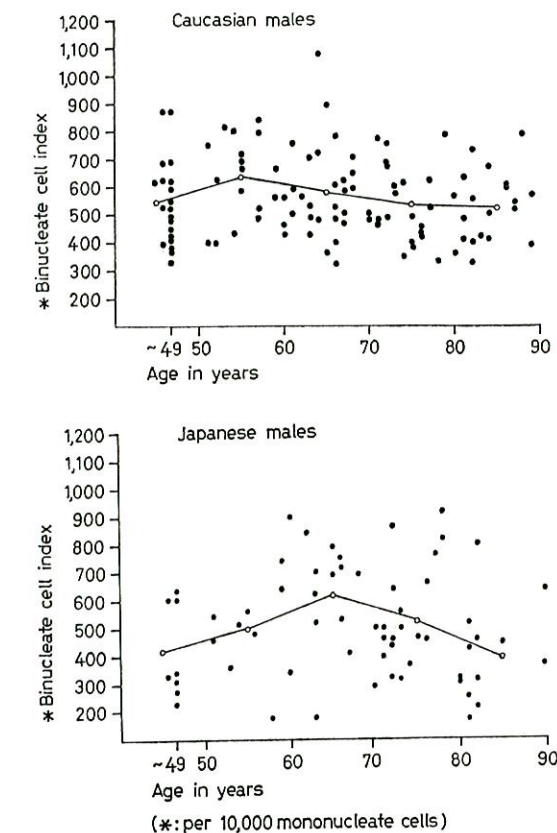 Caucasian males
1,200
1,100
1,000
900
800
700
600
500
400
300
200
* Binucleate cell index
~49 50 60 70 80 90
Age in years
Japanese males
1,200
1,100
1,000
900
800
700
600
500
400
300
200
* Binucleate cell index
~49 50 60 70 80 90
Age in years
(*: per 10,000 mononucleate cells)